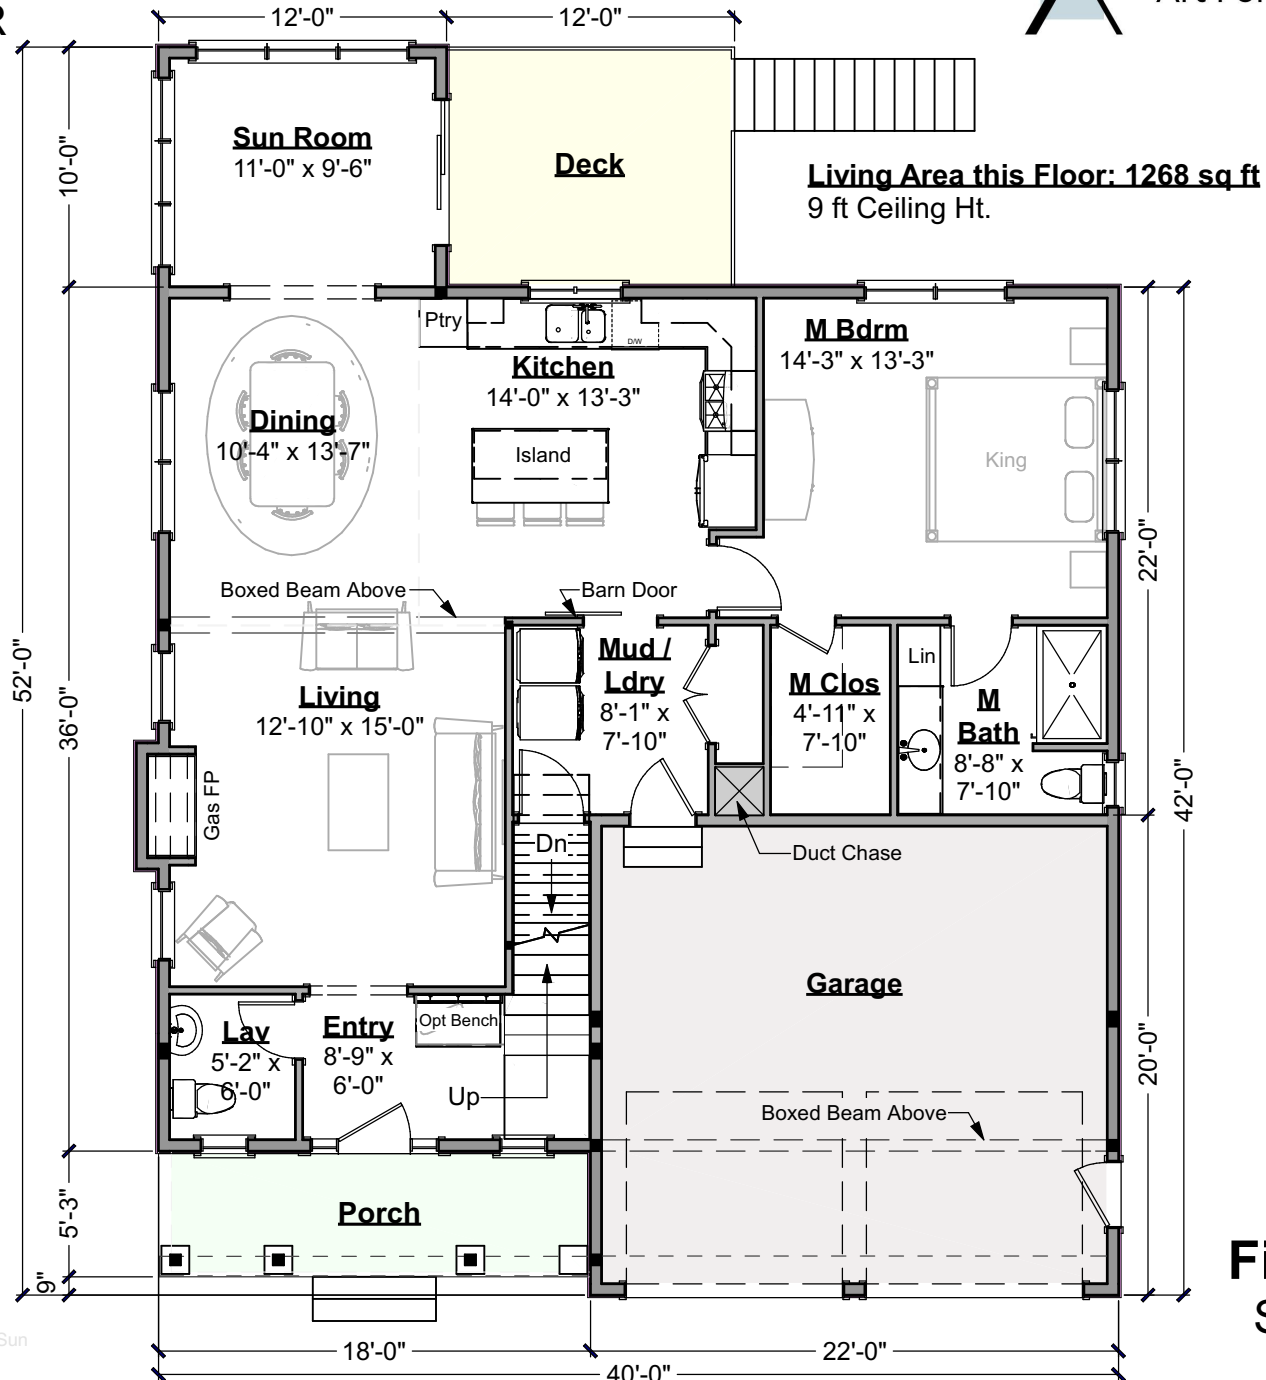 12'-0"
12'-0"
10'-0"
Sun Room
11'-0" x 9'-6"
Deck
Living Area this Floor: 1268 sq ft
9 ft Ceiling Ht.
Ptry
D/W
Kitchen
14'-0" x 13'-3"
M Bdrm
14'-3" x 13'-3"
Dining
10'-4" x 13'-7"
Island
King
22'-0"
Boxed Beam Above
Barn Door
52'-0"
36'-0"
Mud /
Ldry
8'-1" x
7'-10"
M Clos
4'-11" x
7'-10"
Lin
M
Bath
8'-8" x
7'-10"
Living
12'-10" x 15'-0"
42'-0"
Gas FP
Dn
Duct Chase
Garage
Opt Bench
Lav
5'-2" x
6'-0"
Entry
8'-9" x
6'-0"
Up
20'-0"
Boxed Beam Above
5'-3"
Porch
9"
Sun
18'-0"
22'-0"
40'-0"